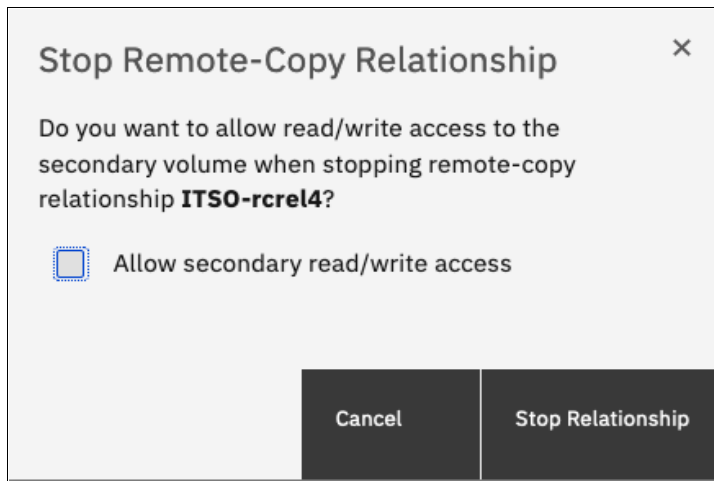 Stop Remote-Copy Relationship
Do you want to allow read/write access to the
secondary volume when stopping remote-copy
relationship ITSO-rcrel4?
Allow secondary read/write access
Cancel
Stop Relationship